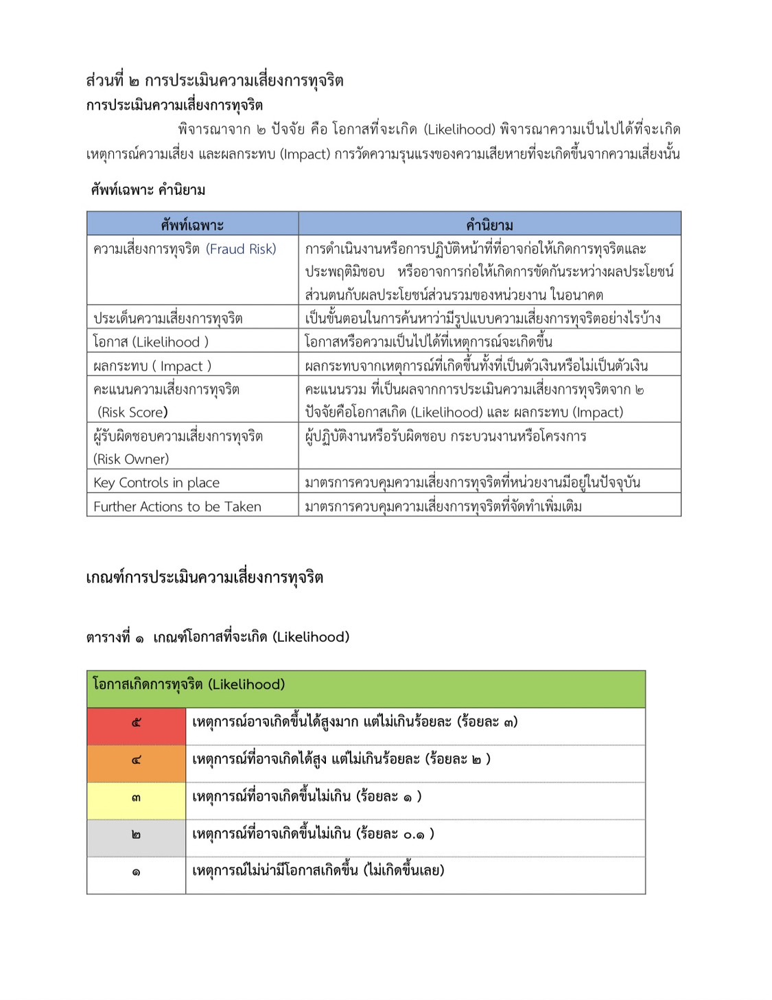 ส่วนที่ ๒ การประเมินความเสี่ยงการทุจริต
การประเมินความเสี่ยงการทุจริต
พิจารณาจาก ๒ ปัจจัย คือ โอกาสที่จะเกิด (Likelihood) พิจารณาความเป็นไปได้ที่จะเกิด
เหตุการณ์ความเสี่ยง และผลกระทบ (Impact) การวัดความรุนแรงของความเสียหายที่จะเกิดขึ้นจากความเสี่ยงนั้น
ศัพท์เฉพาะ คำนิยาม
ศัพท์เฉพาะ คำนิยาม
ความเสี่ยงการทุจริต (Fraud Risk) การดำเนินงานหรือการปฏิบัติหน้าที่ที่อาจก่อให้เกิดการทุจริตและ
ประพฤติมิชอบ หรืออาจการก่อให้เกิดการขัดกันระหว่างผลประโยชน์
ส่วนตนกับผลประโยชน์ส่วนรวมของหน่วยงาน ในอนาคต
ประเด็นความเสี่ยงการทุจริต เป็นขั้นตอนในการค้นหาว่ามีรูปแบบความเสี่ยงการทุจริตอย่างไรบ้าง
โอกาส (Likelihood ) โอกาสหรือความเป็นไปได้ที่เหตุการณ์จะเกิดขึ้น
ผลกระทบ ( Impact ) ผลกระทบจากเหตุการณ์ที่เกิดขึ้นทั้งที่เป็นตัวเงินหรือไม่เป็นตัวเงิน
คะแนนความเสี่ยงการทุจริต คะแนนรวม ที่เป็นผลจากการประเมินความเสี่ยงการทุจริตจาก ๒
(Risk Score) ปัจจัยคือโอกาสเกิด (Likelihood) และ ผลกระทบ (Impact)
ผู้รับผิดชอบความเสี่ยงการทุจริต ผู้ปฏิบัติงานหรือรับผิดชอบ กระบวนงานหรือโครงการ
(Risk Owner)
Key Controls in place มาตรการควบคุมความเสี่ยงการทุจริตที่หน่วยงานมีอยู่ในปัจจุบัน
Further Actions to be Taken มาตรการควบคุมความเสี่ยงการทุจริตที่จัดทำเพิ่มเติม
เกณฑ์การประเมินความเสี่ยงการทุจริต
ตารางที่ ๑ เกณฑ์โอกาสที่จะเกิด (Likelihood)
โอกาสเกิดการทุจริต (Likelihood)
๕ เหตุการณ์อาจเกิดขึ้นได้สูงมาก แต่ไม่เกินร้อยละ (ร้อยละ ๓)
๔ เหตุการณ์ที่อาจเกิดได้สูง แต่ไม่เกินร้อยละ (ร้อยละ ๒ )
๓ เหตุการณ์ที่อาจเกิดขึ้นไม่เกิน (ร้อยละ ๑ )
๒ เหตุการณ์ที่อาจเกิดขึ้นไม่เกิน (ร้อยละ ๐.๑ )
๑ เหตุการณ์ไม่น่ามีโอกาสเกิดขึ้น (ไม่เกิดขึ้นเลย)